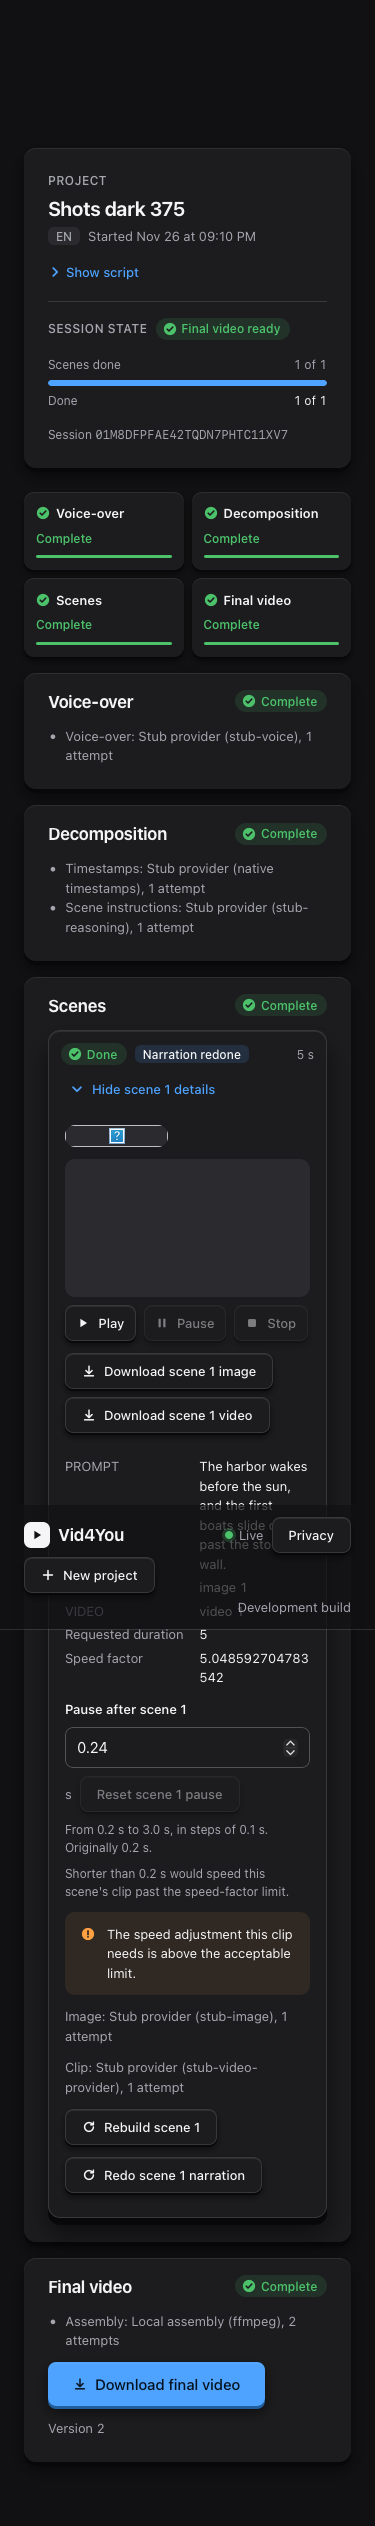 PROJECT
Shots dark 375
EN Started Nov 26 at 09:10 PM
Show script
SESSION STATE Final video ready
Scenes done 1 of 1
Done 1 of 1
Session 01M8DFPFAE42TQDN7PHTC11XV7
Voice-over
Complete
Decomposition
Complete
Scenes
Complete
Final video
Complete
Voice-over Complete
• Voice-over: Stub provider (stub-voice), 1
attempt
Decomposition Complete
• Timestamps: Stub provider (native
timestamps), 1 attempt
• Scene instructions: Stub provider (stub-
reasoning), 1 attempt
Scenes Complete
Done Narration redone 5 s
Hide scene 1 details
?
Play Pause Stop
Download scene 1 image
Download scene 1 video
PROMPT The harbor wakes
before the sun,
and the first
boats slide
past the sto
wall.
Vid4You Live Privacy
New project
image 1
VIDEO video
Development build
Requested duration 5
Speed factor 5.048592704783
542
Pause after scene 1
0.24
s Reset scene 1 pause
From 0.2 s to 3.0 s, in steps of 0.1 s.
Originally 0.2 s.
Shorter than 0.2 s would speed this
scene's clip past the speed-factor limit.
The speed adjustment this clip
needs is above the acceptable
limit.
Image: Stub provider (stub-image), 1
attempt
Clip: Stub provider (stub-video-
provider), 1 attempt
Rebuild scene 1
Redo scene 1 narration
Final video Complete
• Assembly: Local assembly (ffmpeg), 2
attempts
Download final video
Version 2